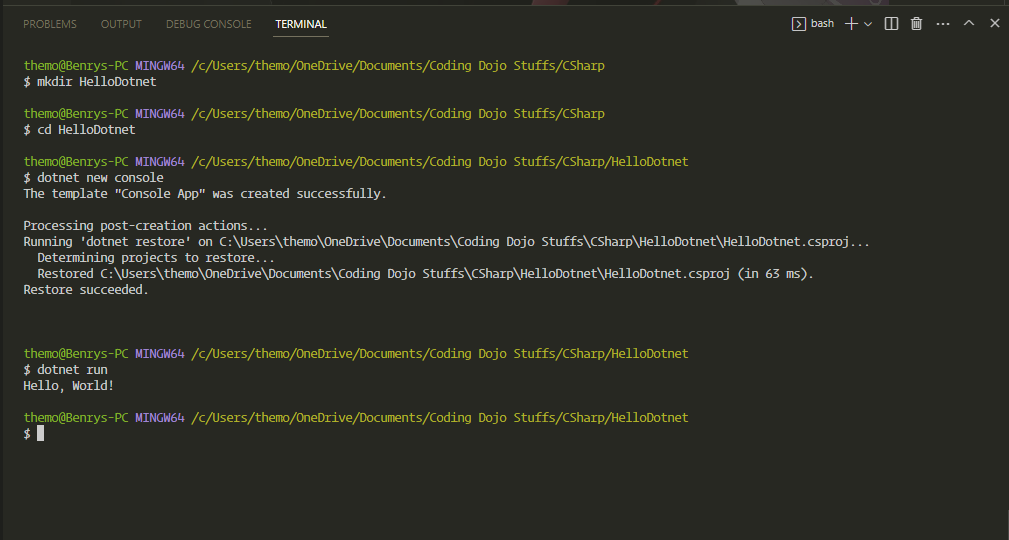 PROBLEMS OUTPUT DEBUG CONSOLE TERMINAL bash
themo@Benrys-PC MINGW64 /c/Users/themo/OneDrive/Documents/Coding Dojo Stuffs/CSharp
$ mkdir HelloDotnet
themo@Benrys-PC MINGW64 /c/Users/themo/OneDrive/Documents/Coding Dojo Stuffs/CSharp
$ cd HelloDotnet
themo@Benrys-PC MINGW64 /c/Users/themo/OneDrive/Documents/Coding Dojo Stuffs/CSharp/HelloDotnet
$ dotnet new console
The template "Console App" was created successfully.
Processing post-creation actions...
Running 'dotnet restore' on C:\Users\themo\OneDrive\Documents\Coding Dojo Stuffs\CSharp\HelloDotnet\HelloDotnet.csproj...
  Determining projects to restore...
  Restored C:\Users\themo\OneDrive\Documents\Coding Dojo Stuffs\CSharp\HelloDotnet\HelloDotnet.csproj (in 63 ms).
Restore succeeded.
themo@Benrys-PC MINGW64 /c/Users/themo/OneDrive/Documents/Coding Dojo Stuffs/CSharp/HelloDotnet
$ dotnet run
Hello, World!
themo@Benrys-PC MINGW64 /c/Users/themo/OneDrive/Documents/Coding Dojo Stuffs/CSharp/HelloDotnet
$